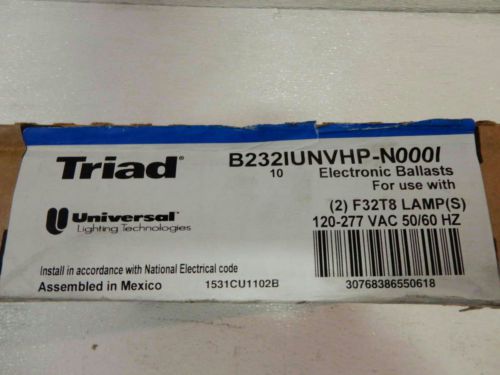 Triad®
B232IUNVHP-N000I
10 Electronic Ballasts
For use with
Universal™
Lighting Technologies
(2) F32T8 LAMP(S)
120-277 VAC 50/60 HZ
Install in accordance with National Electrical code
Assembled in Mexico 1531CU1102B
30768386550618